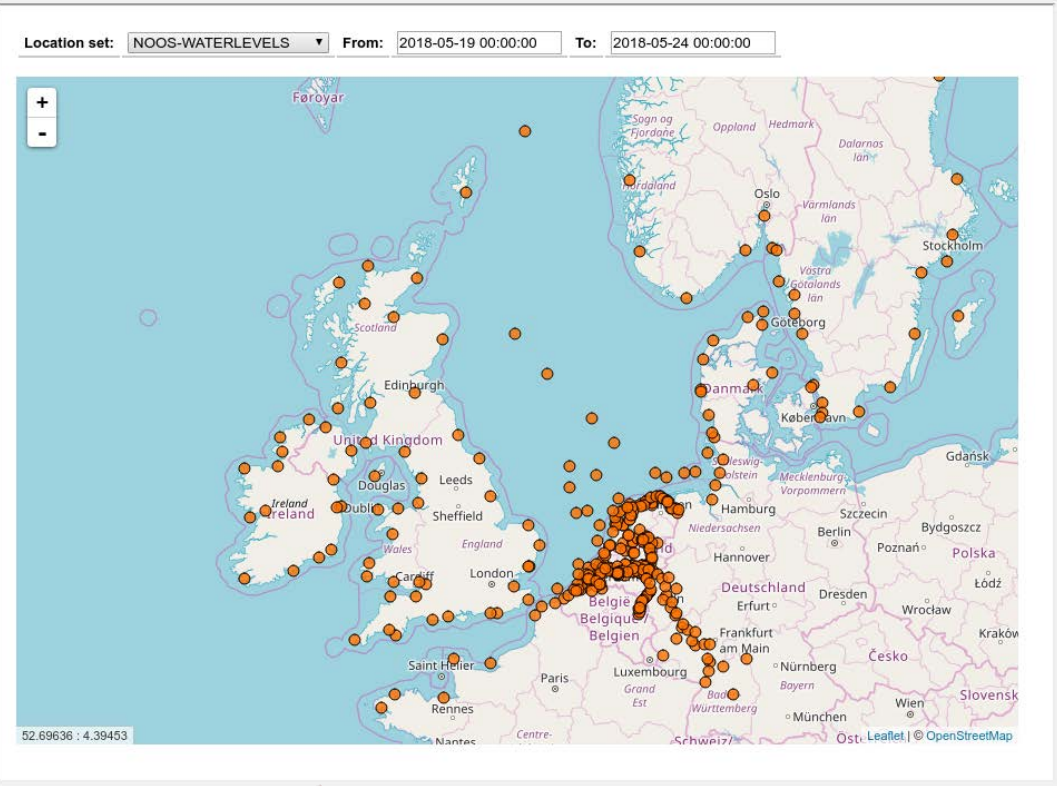 Location set: NOOS-WATERLEVELS ▼ From: 2018-05-19 00:00:00 To: 2018-05-24 00:00:00
+
-
Føroyar
Sogn og
Fjordane
Oppland
Hedmark
Dalarnas
län
Oslo
Värmlands
län
Stockholm
Västra
Götalands
län
Scotland
Göteborg
Edinburgh
Danmark
København
United Kingdom
Gdańsk
Douglas
Leeds
Mecklenburg-
Vorpommern
Ireland
Ireland
Sheffield
Hamburg
Szczecin
Bydgoszcz
Niedersachsen
Berlin
Poznań
Polska
Wales
England
Hannover
Cardiff
London
Deutschland
Dresden
Łódź
België /
Belgique /
Belgien
Erfurt
Wrocław
Frankfurt
am Main
Kraków
Saint Helier
Luxembourg
Nürnberg
Česko
Paris
Grand
Est
Bayern
Rennes
Württemberg
Slovensk
Wien
München
52.69636 : 4.39453
Nantes
Centre-
Schweiz/
Leaflet | © OpenStreetMap